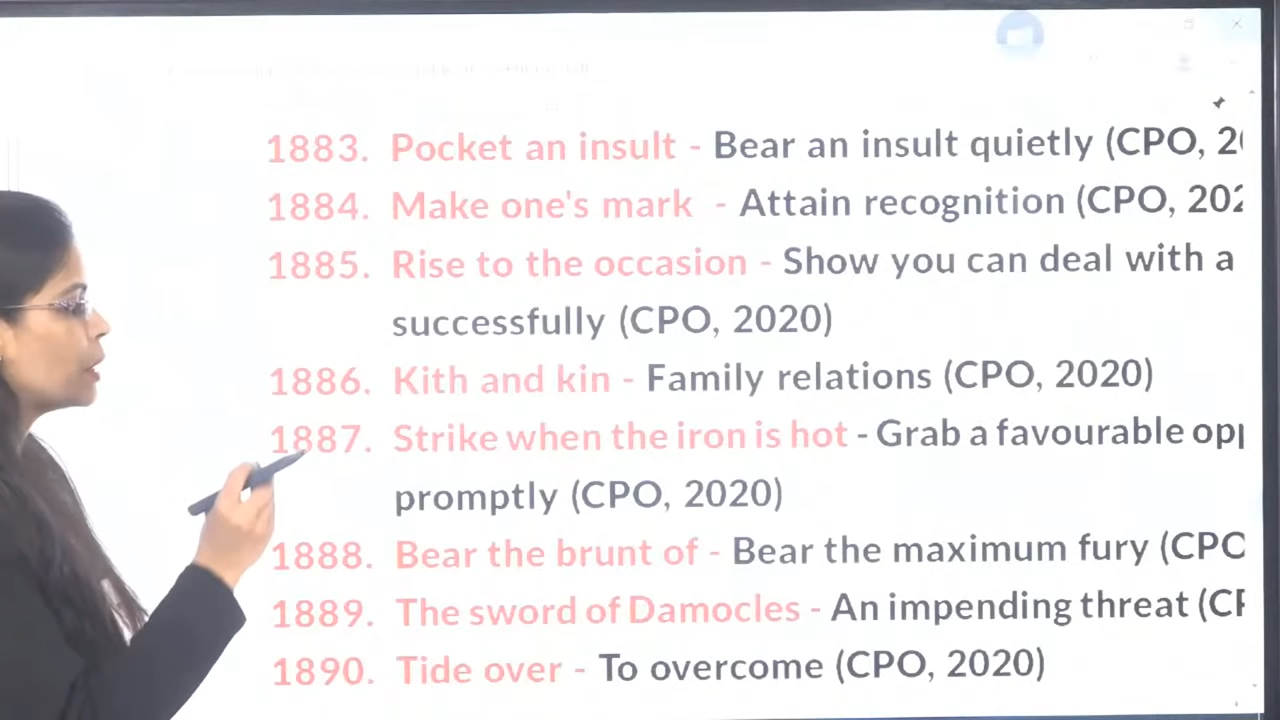 1883. Pocket an insult - Bear an insult quietly (CPO,
1884. Make one's mark - Attain recognition (CPO,
1885. Rise to the occasion - Show you can deal with a
successfully (CPO, 2020)
1886. Kith and kin - Family relations (CPO, 2020)
1887. Strike when the iron is hot - Grab a favourable
promptly (CPO, 2020)
1888. Bear the brunt of - Bear the maximum fury
1889. The sword of Damocles - An impending threat
1890. Tide over - To overcome (CPO, 2020)